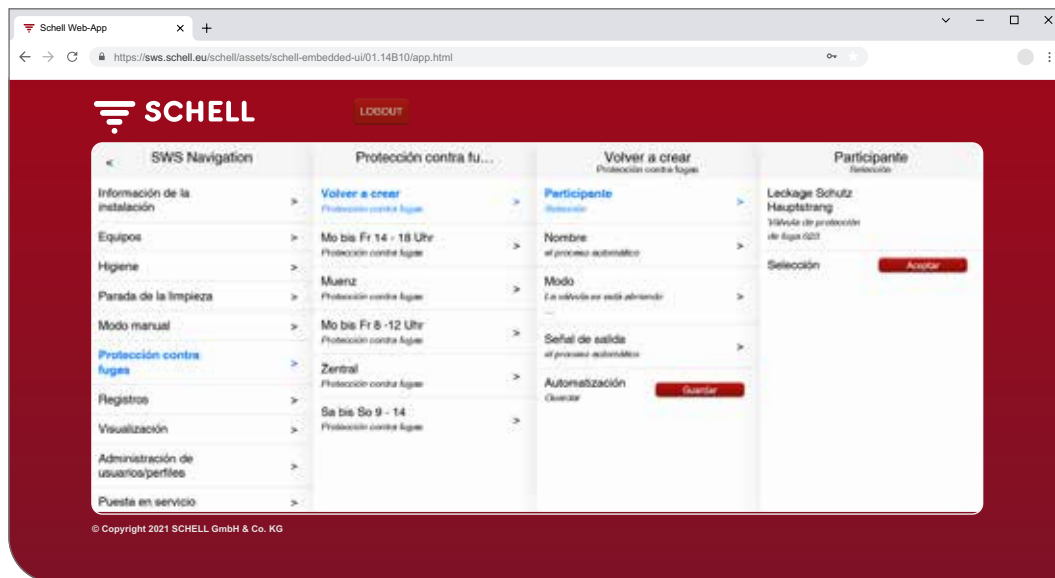 Schell Web-App
https://sws.schell.eu/schell/assets/schell-embedded-ui/01.14B10/app.html
SCHELL
LOGOUT
SWS Navigation
Información de la
instalación
Equipos
Higiene
Parada de la limpieza
Modo manual
Protección contra
fugas
Registros
Visualización
Administración de
usuarios/perfiles
Puesta en servicio
Protección contra fu...
Volver a crear
Protección contra fugas
Mo bis Fr 14 - 18 Uhr
Protección contra fugas
Muenz
Protección contra fugas
Mo bis Fr 8 -12 Uhr
Protección contra fugas
Zentral
Protección contra fugas
Sa bis So 9 - 14
Protección contra fugas
Volver a crear
Protección contra fugas
Participante
Selección
Nombre
el proceso automático
Modo
La válvula se está abriendo
...
Señal de salida
el proceso automático
Automatización
Guardar
Guardar
Participante
Selección
Leckage Schutz
Hauptstrang
Válvula de protección
de fuga
Selección
Aceptar
© Copyright 2021 SCHELL GmbH & Co. KG